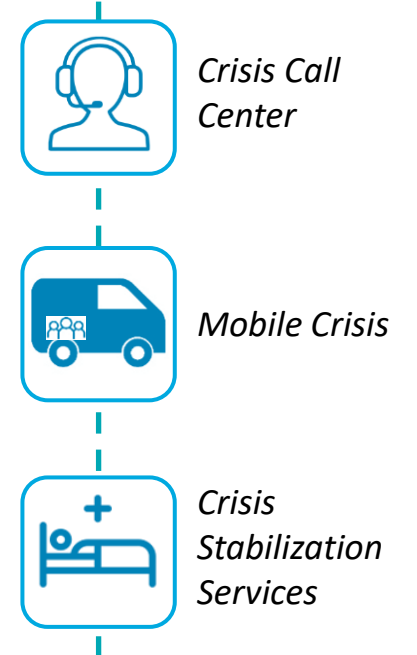 Crisis Call
Center
Mobile Crisis
Crisis
Stabilization
Services